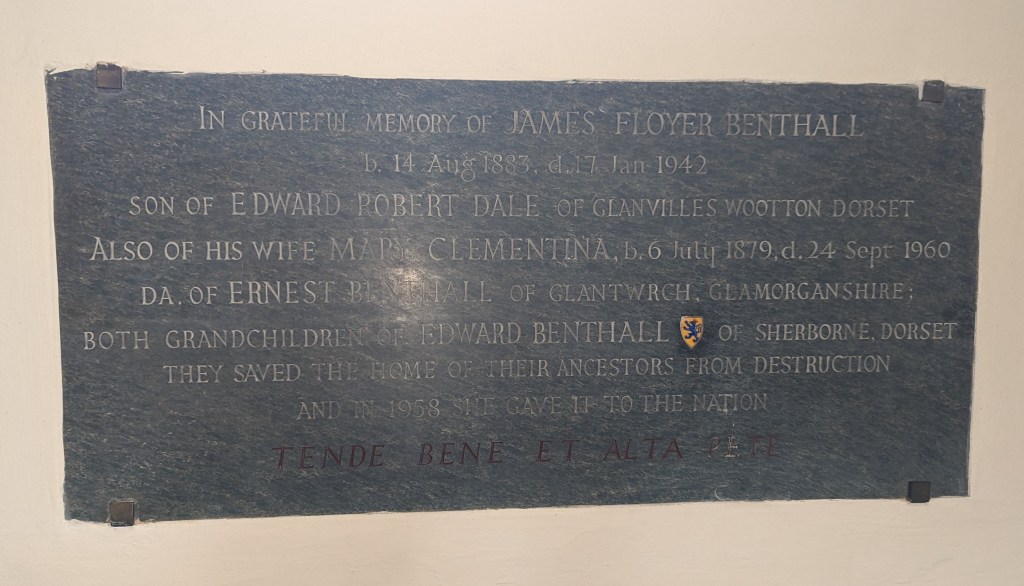 IN GRATEFUL MEMORY OF JAMES FLOYER BENTHALL
b. 14 Aug 1883, d. 17 Jan 1942
SON OF EDWARD ROBERT DALE OF GLANVILLES WOOTTON DORSET
ALSO OF HIS WIFE MARY CLEMENTINA, b. 6 July 1879, d. 24 Sept 1960
DA. OF ERNEST BENTHALL OF GLANTWRCH, GLAMORGANSHIRE;
BOTH GRANDCHILDREN OF EDWARD BENTHALL OF SHERBORNE, DORSET
THEY SAVED THE HOME OF THEIR ANCESTORS FROM DESTRUCTION
AND IN 1958 SHE GAVE IT TO THE NATION
TENDE BENE ET ALTA PETE